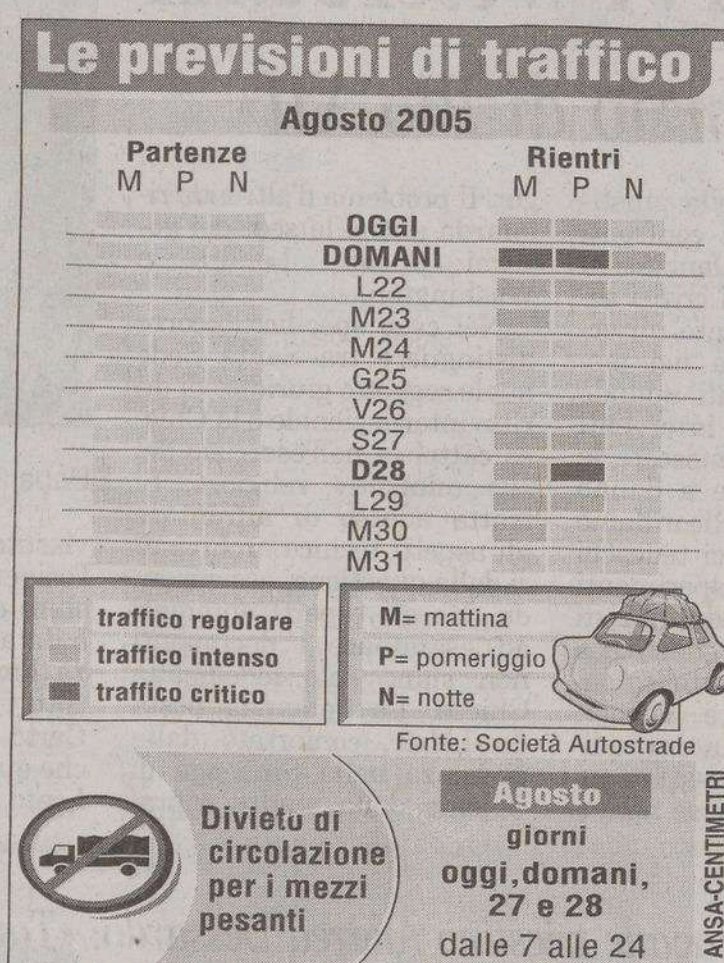 Le previsioni di traffico
Agosto 2005
Partenze
M P N
Rientri
M P N
OGGI
DOMANI
L22
M23
M24
G25
V26
S27
D28
L29
M30
M31
traffico regolare
traffico intenso
traffico critico
M= mattina
P= pomeriggio
N= notte
Fonte: Società Autostrade
Divieto di
circolazione
per i mezzi
pesanti
Agosto
giorni
oggi,domani,
27 e 28
dalle 7 alle 24
ANSA-CENTIMETRI